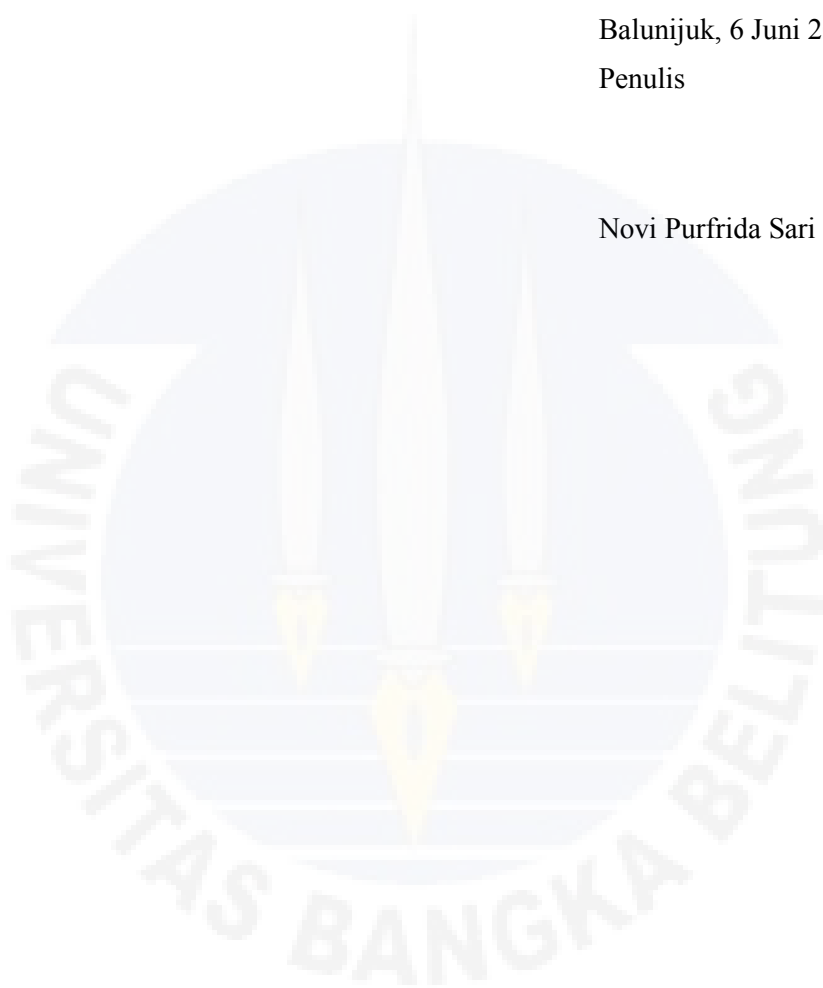 Balunijuk, 6 Juni 2
Penulis
Novi Purfrida Sari
UNIVERSITAS BANGKA BELITUNG